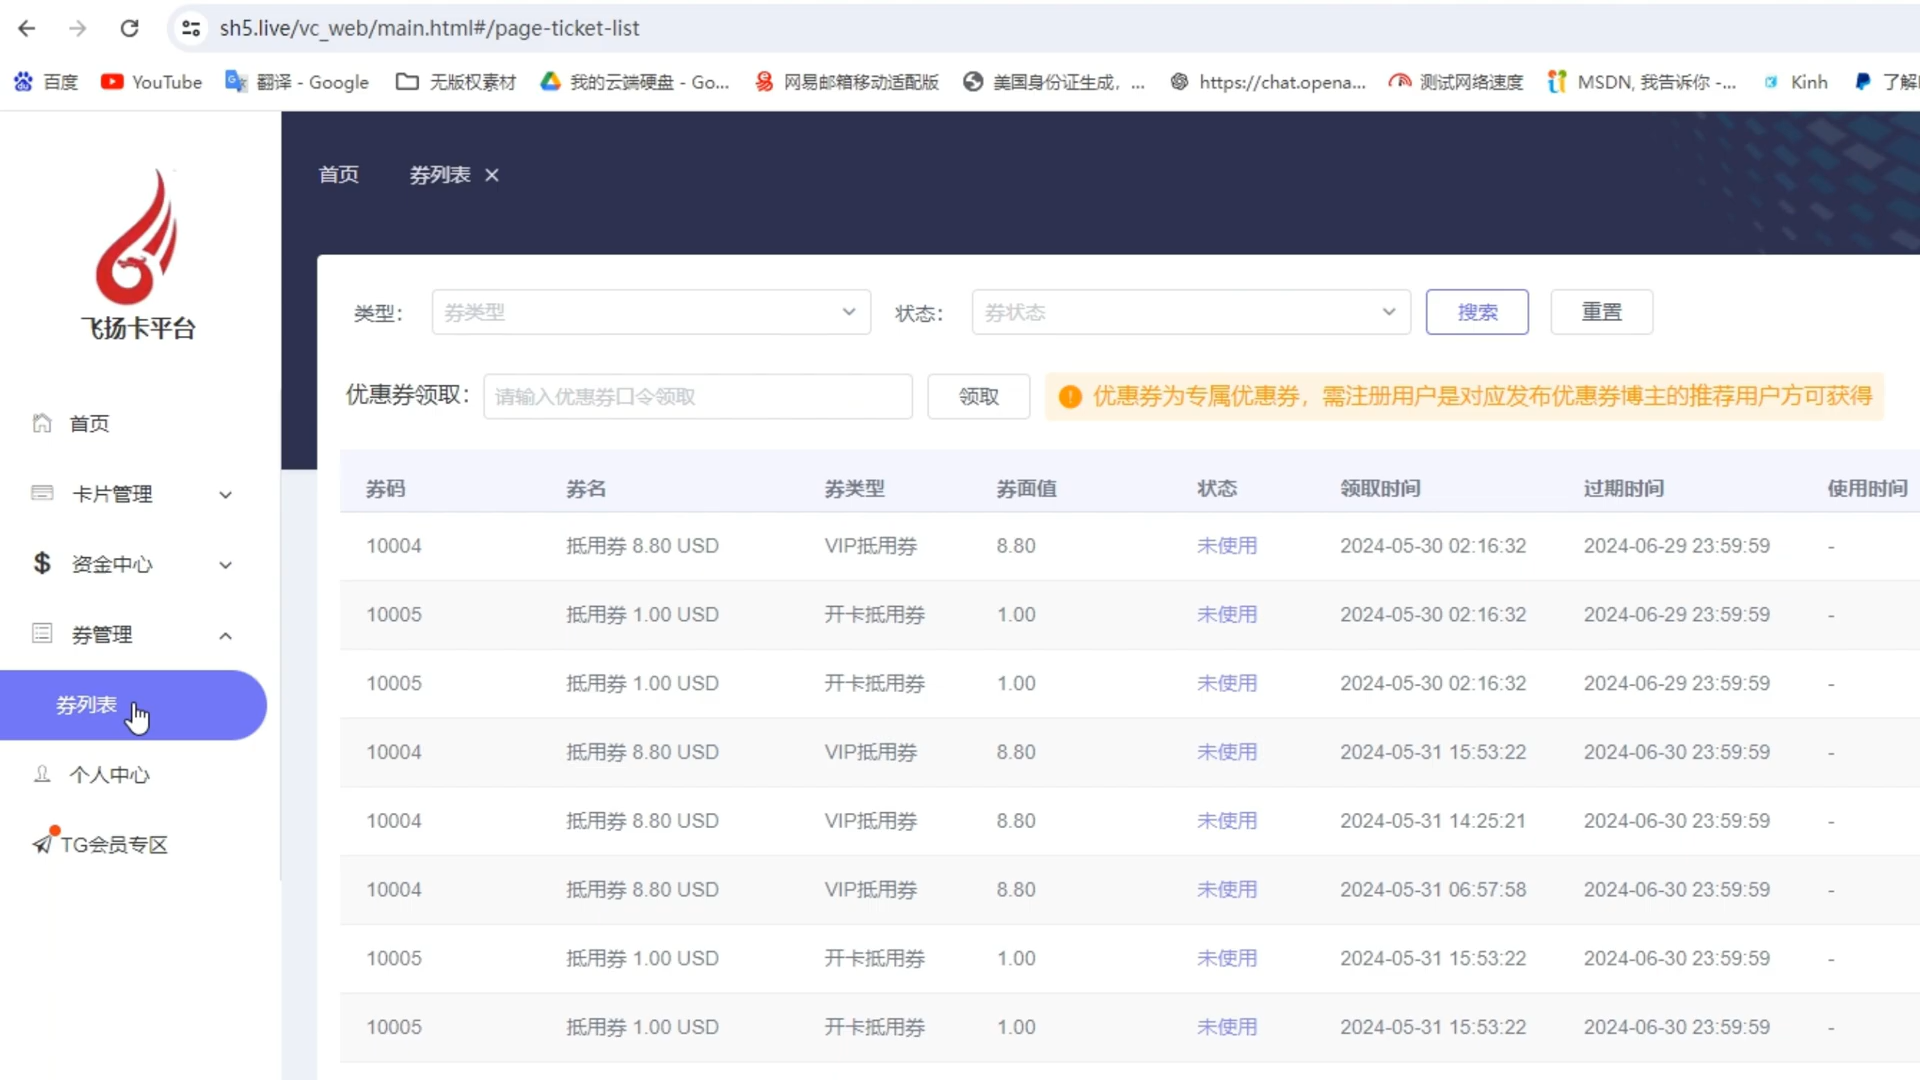 sh5.live/vc_web/main.html#/page-ticket-list
百度 YouTube 翻译 - Google 无版权素材 我的云端硬盘 - Go... 网易邮箱移动适配版 美国身份证生成, ... https://chat.opena... 测试网络速度 MSDN, 我告诉你 -... Kinh 了解
飞扬卡平台
首页
卡片管理
资金中心
券管理
券列表
个人中心
TG会员专区
首页 券列表
类型: 券类型 状态: 券状态 搜索 重置
优惠券领取: 请输入优惠券口令领取 领取 优惠券为专属优惠券，需注册用户是对应发布优惠券博主的推荐用户方可获得
券码 券名 券类型 券面值 状态 领取时间 过期时间 使用时间
10004 抵用券 8.80 USD VIP抵用券 8.80 未使用 2024-05-30 02:16:32 2024-06-29 23:59:59 -
10005 抵用券 1.00 USD 开卡抵用券 1.00 未使用 2024-05-30 02:16:32 2024-06-29 23:59:59 -
10005 抵用券 1.00 USD 开卡抵用券 1.00 未使用 2024-05-30 02:16:32 2024-06-29 23:59:59 -
10004 抵用券 8.80 USD VIP抵用券 8.80 未使用 2024-05-31 15:53:22 2024-06-30 23:59:59 -
10004 抵用券 8.80 USD VIP抵用券 8.80 未使用 2024-05-31 14:25:21 2024-06-30 23:59:59 -
10004 抵用券 8.80 USD VIP抵用券 8.80 未使用 2024-05-31 06:57:58 2024-06-30 23:59:59 -
10005 抵用券 1.00 USD 开卡抵用券 1.00 未使用 2024-05-31 15:53:22 2024-06-30 23:59:59 -
10005 抵用券 1.00 USD 开卡抵用券 1.00 未使用 2024-05-31 15:53:22 2024-06-30 23:59:59 -